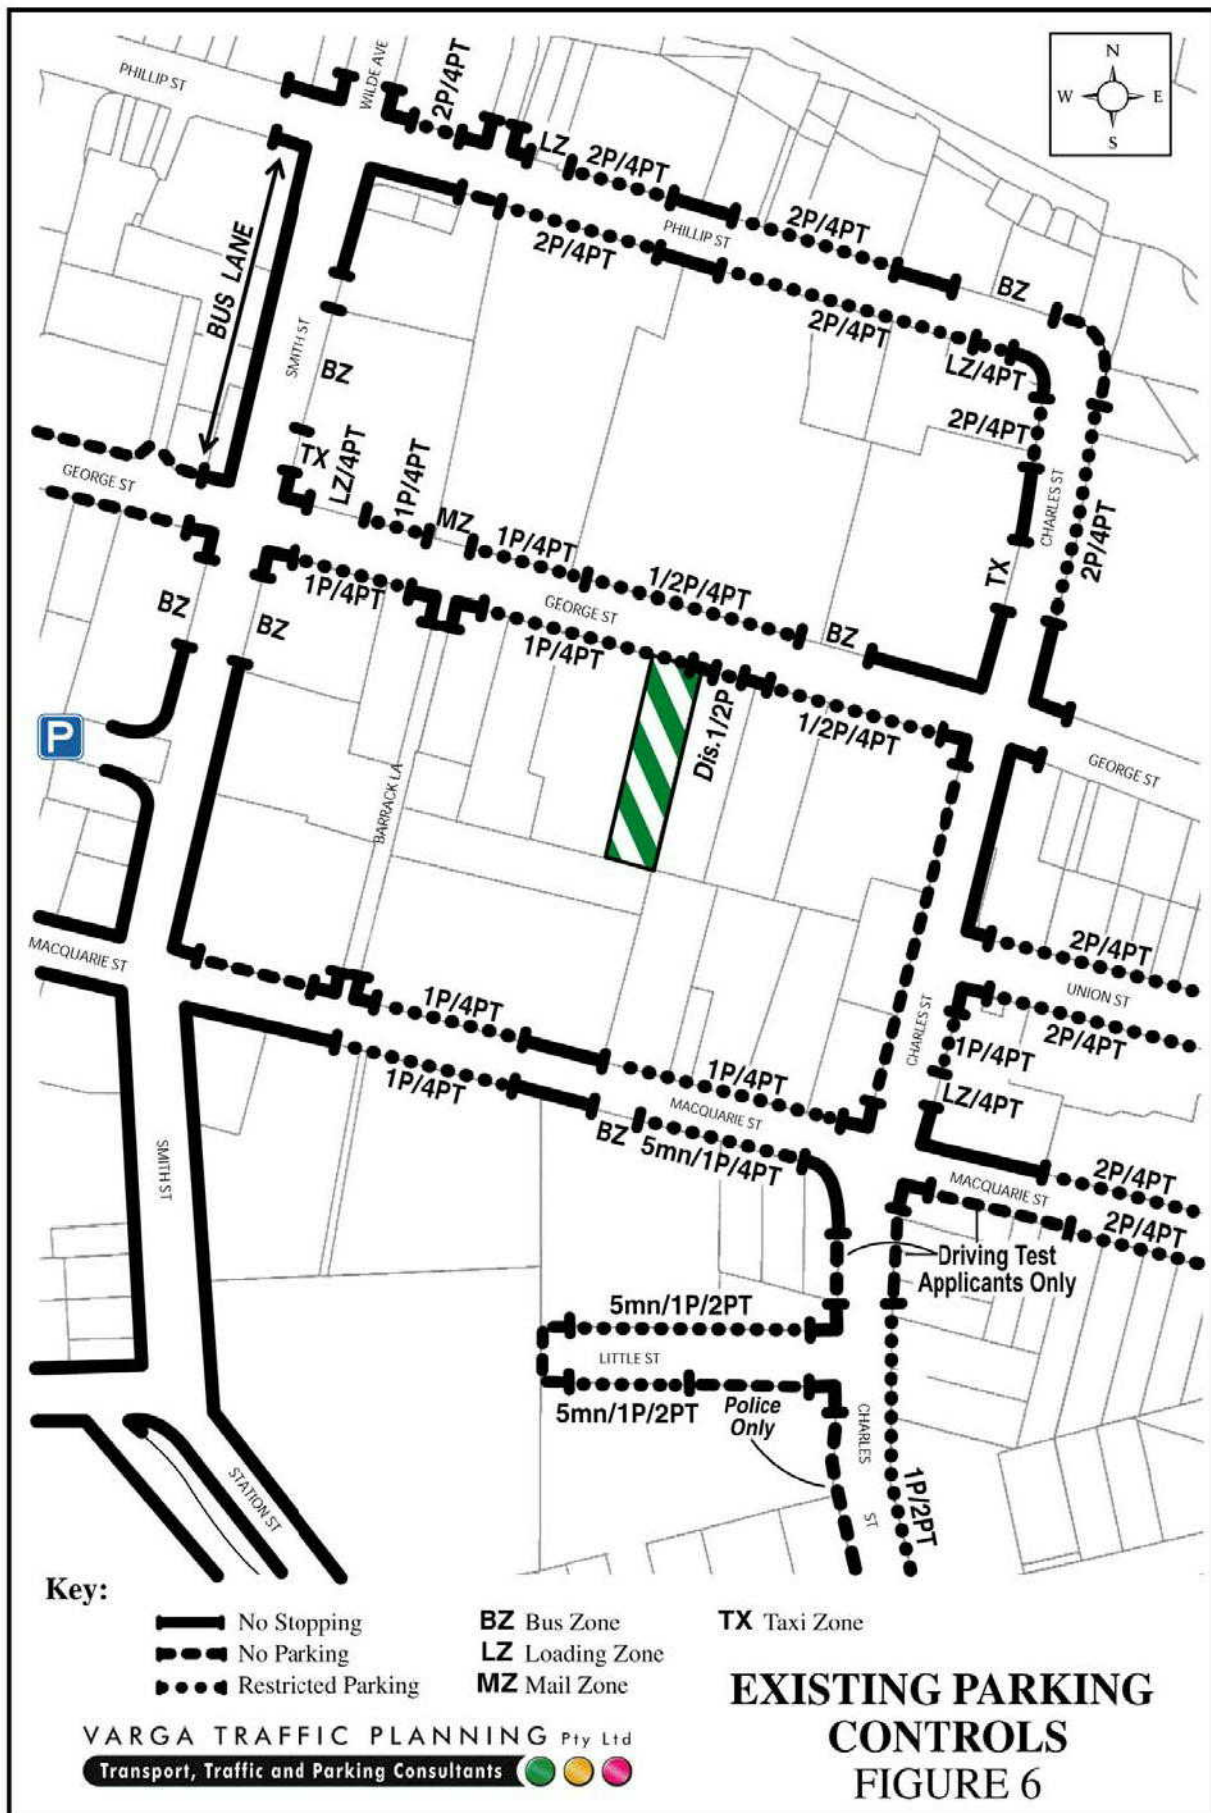 PHILLIP ST
WILDE AVE
2P/4PT
N
W E
S
LZ
2P/4PT
BUS LANE
PHILLIP ST
2P/4PT
2P/4PT
BZ
2P/4PT
SMITH ST
BZ
LZ/4PT
2P/4PT
TX
LZ/4PT
1P/4PT
GEORGE ST
MZ
1P/4PT
CHARLES ST
2P/4PT
TX
1P/4PT
1/2P/4PT
BZ
BZ
GEORGE ST
BZ
1P/4PT
Dis.1/2P
1/2P/4PT
P
GEORGE ST
BARRACK LA
MACQUARIE ST
2P/4PT
UNION ST
CHARLES ST
2P/4PT
1P/4PT
1P/4PT
1P/4PT
1P/4PT
LZ/4PT
MACQUARIE ST
BZ
5mn/1P/4PT
SMITH ST
MACQUARIE ST
2P/4PT
2P/4PT
Driving Test
Applicants Only
5mn/1P/2PT
LITTLE ST
5mn/1P/2PT
Police
Only
CHARLES
ST
1P/2PT
STATION ST
Key:
No Stopping
BZ Bus Zone
TX Taxi Zone
No Parking
LZ Loading Zone
Restricted Parking
MZ Mail Zone
EXISTING PARKING
CONTROLS
FIGURE 6
VARGA TRAFFIC PLANNING Pty Ltd
Transport, Traffic and Parking Consultants